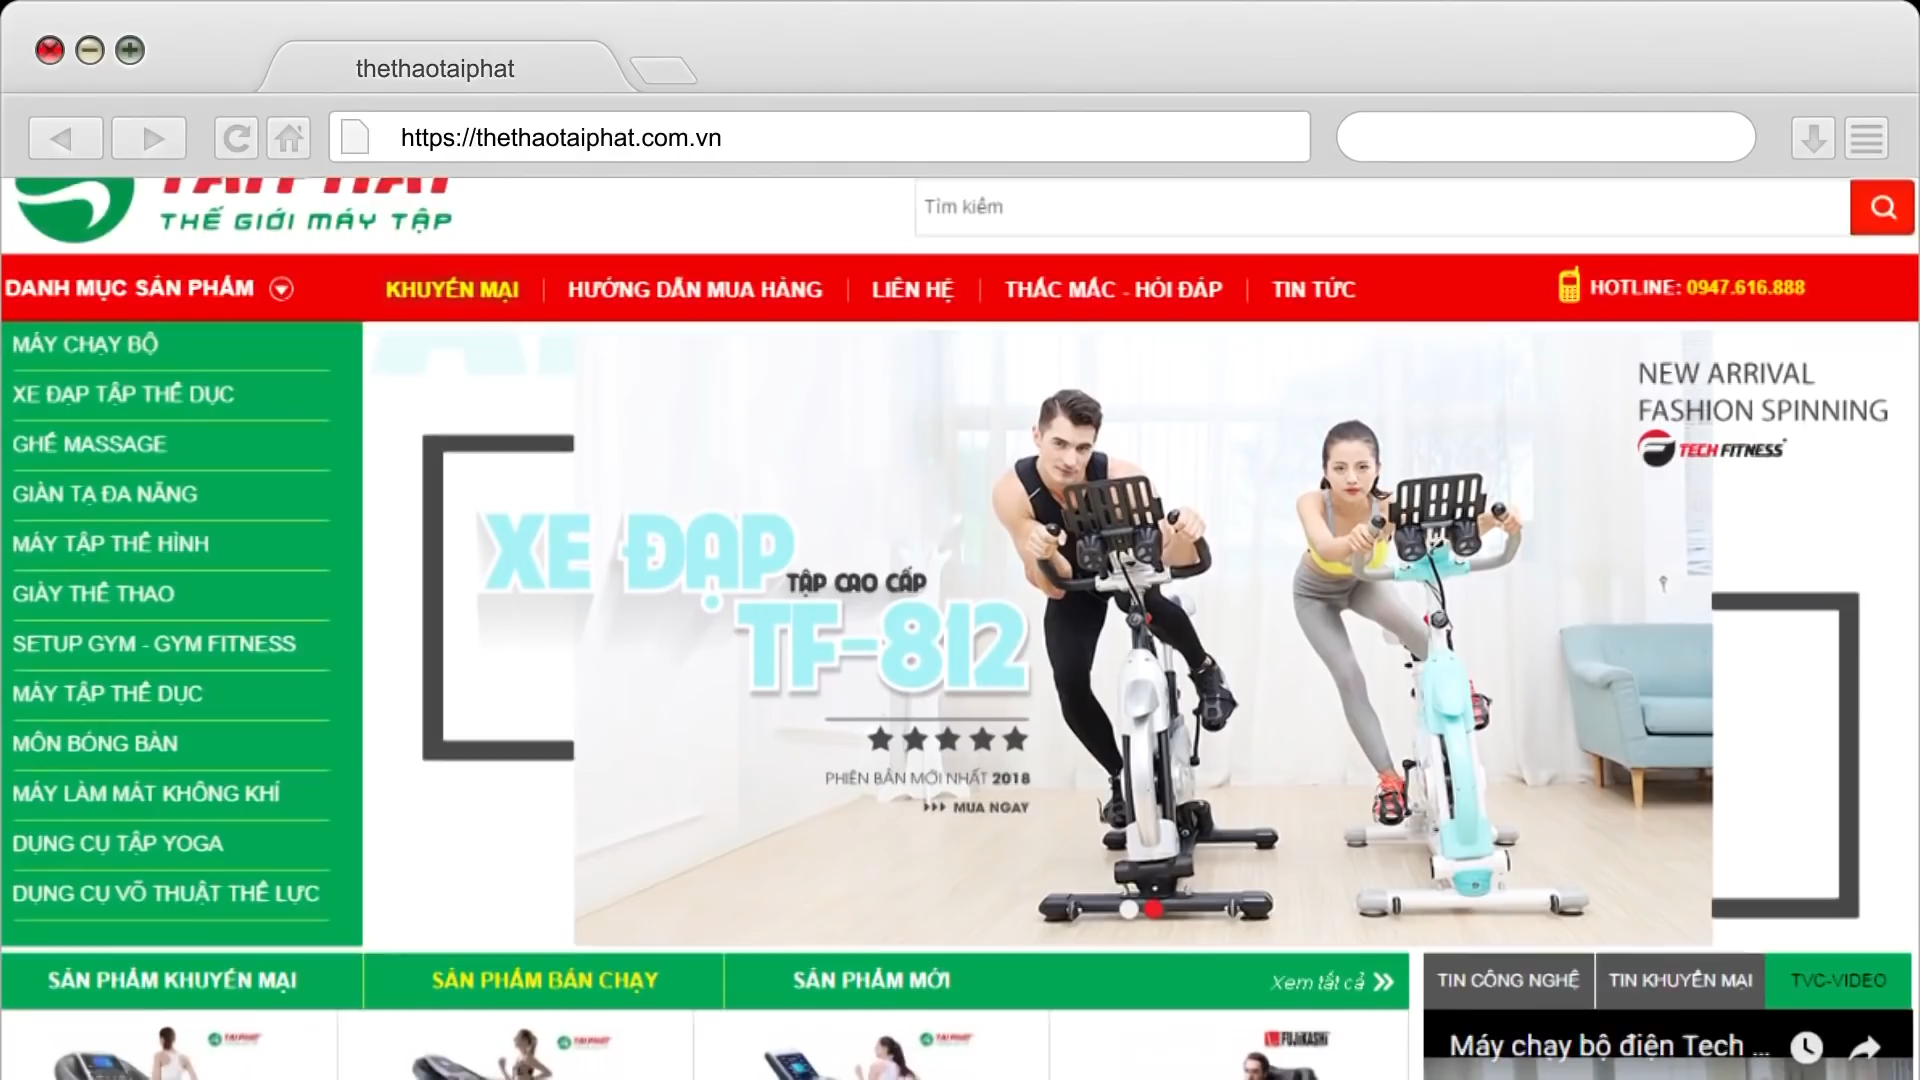 thethaotaiphat
https://thethaotaiphat.com.vn
TAIPHAT
THẾ GIỚI MÁY TẬP
Tìm kiếm
DANH MỤC SẢN PHẨM
KHUYẾN MẠI
HƯỚNG DẪN MUA HÀNG
LIÊN HỆ
THẮC MẮC - HỎI ĐÁP
TIN TỨC
HOTLINE: 0947.616.888
MÁY CHẠY BỘ
XE ĐẠP TẬP THỂ DỤC
GHẾ MASSAGE
GIÀN TẠ ĐA NĂNG
MÁY TẬP THỂ HÌNH
GIÀY THỂ THAO
SETUP GYM - GYM FITNESS
MÁY TẬP THỂ DỤC
MÔN BÓNG BÀN
MÁY LÀM MÁT KHÔNG KHÍ
DỤNG CỤ TẬP YOGA
DỤNG CỤ VÕ THUẬT THỂ LỰC
NEW ARRIVAL
FASHION SPINNING
TECH FITNESS
XE ĐẠP
TẬP CAO CẤP
TF-812
PHIÊN BẢN MỚI NHẤT 2018
MUA NGAY
SẢN PHẨM KHUYẾN MẠI
SẢN PHẨM BÁN CHẠY
SẢN PHẨM MỚI
Xem tất cả
TIN CÔNG NGHỆ
TIN KHUYẾN MẠI
TVC-VIDEO
TAIPHAT
TAIPHAT
TAIPHAT
FUJIKASHI
Máy chạy bộ điện Tech ...